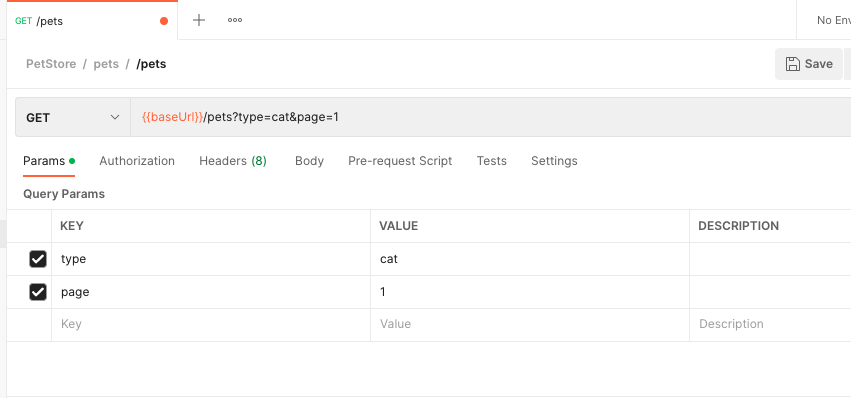 GET /pets
No Env
PetStore / pets / /pets
Save
GET {{baseUrl}}/pets?type=cat&page=1
Params Authorization Headers (8) Body Pre-request Script Tests Settings
Query Params
KEY VALUE DESCRIPTION
type cat
page 1
Key Value Description